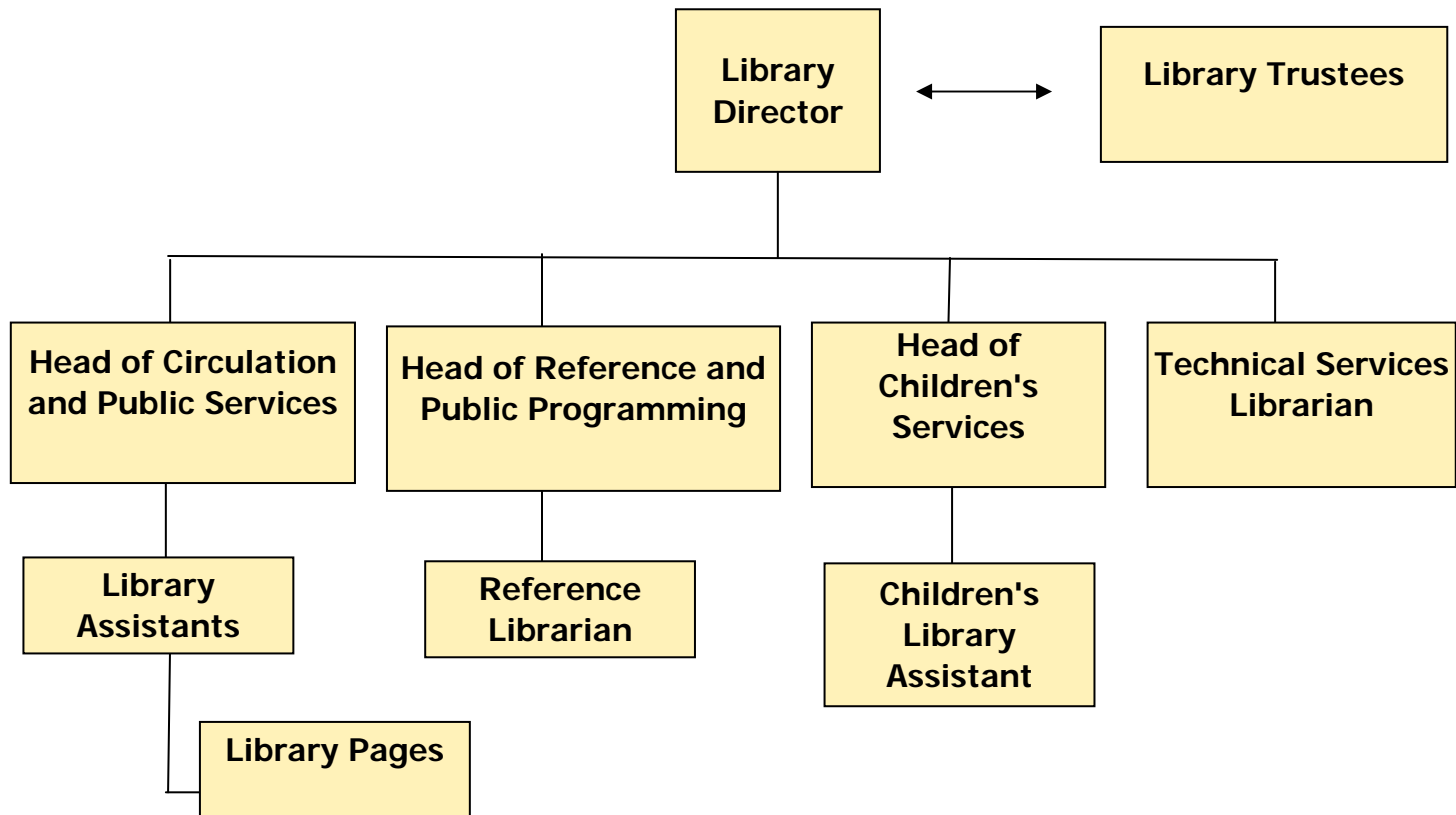 Library
Director
Library Trustees
Head of Circulation
and Public Services
Head of Reference and
Public Programming
Head of
Children's
Services
Technical Services
Librarian
Library
Assistants
Reference
Librarian
Children's
Library
Assistant
Library Pages